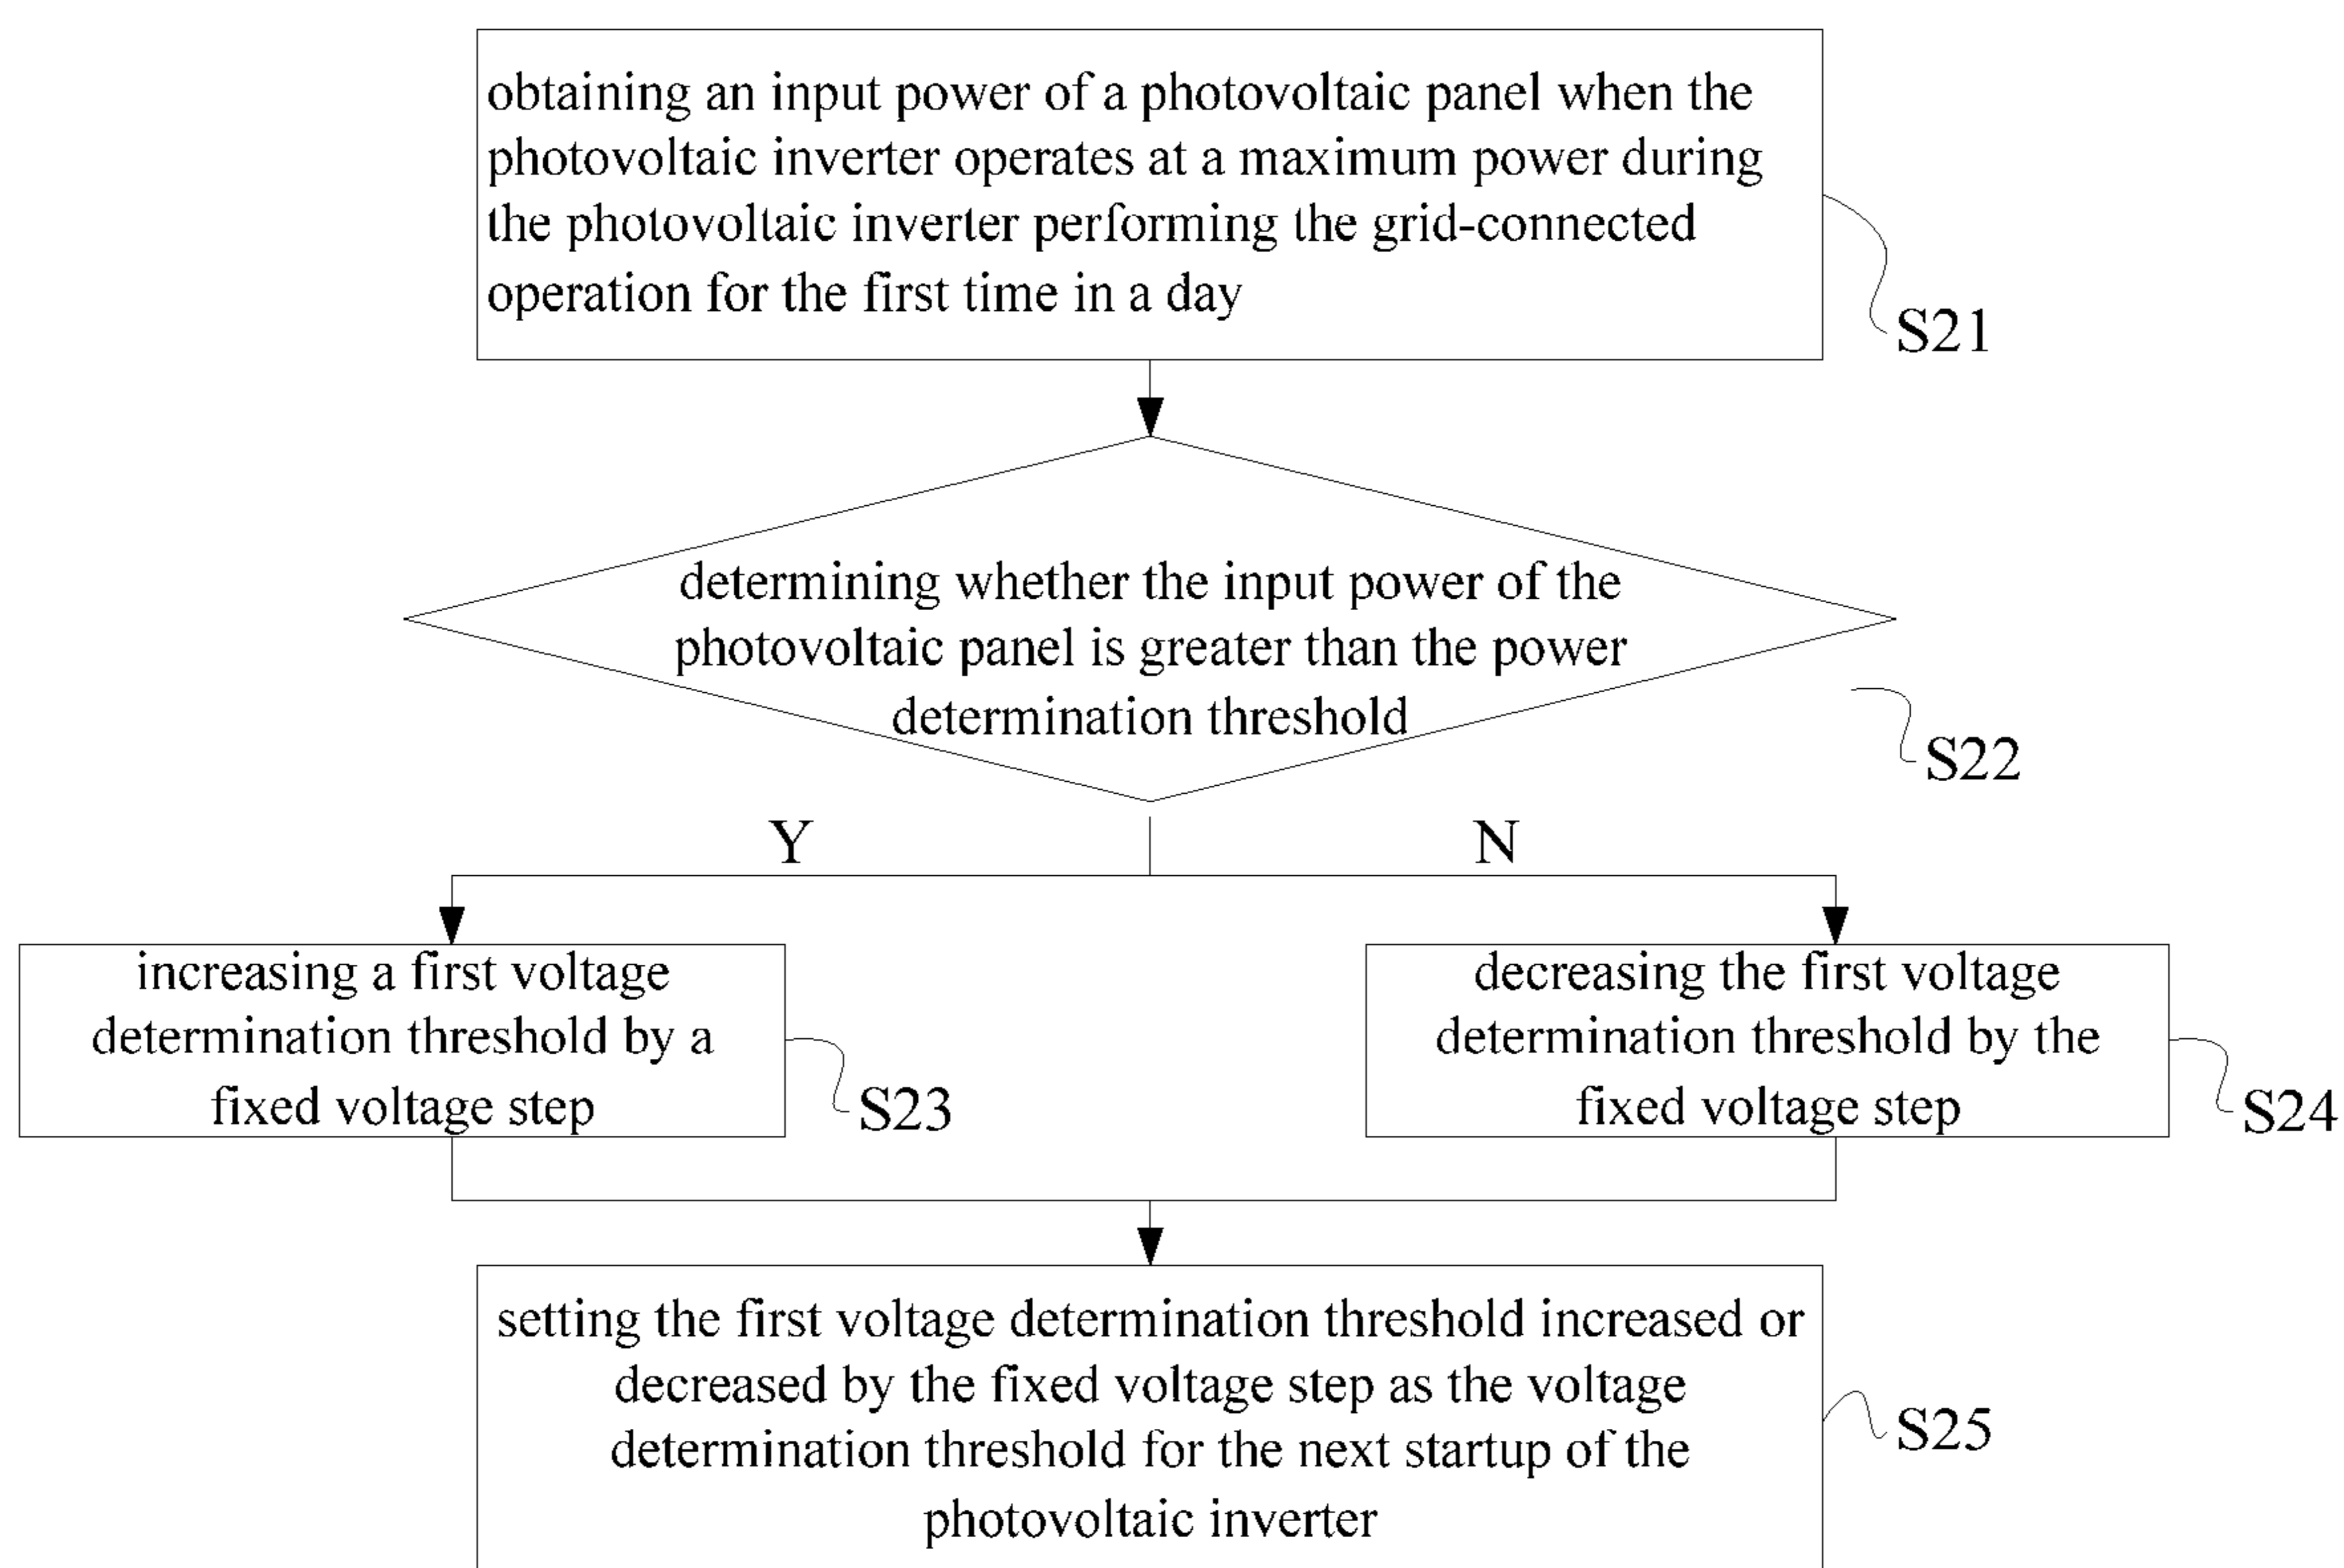 obtaining an input power of a photovoltaic panel when the
photovoltaic inverter operates at a maximum power during
the photovoltaic inverter performing the grid-connected
operation for the first time in a day
S21
determining whether the input power of the
photovoltaic panel is greater than the power
determination threshold
S22
Y
N
increasing a first voltage
determination threshold by a
fixed voltage step
S23
decreasing the first voltage
determination threshold by the
fixed voltage step
S24
setting the first voltage determination threshold increased or
decreased by the fixed voltage step as the voltage
determination threshold for the next startup of the
photovoltaic inverter
S25